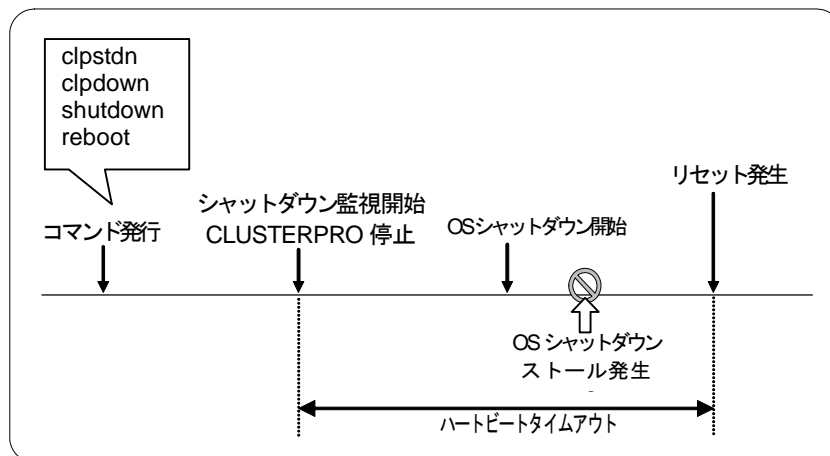 clpstdn
clpdown
shutdown
reboot
コマンド発行
シャットダウン監視開始
CLUSTERPRO 停止
OSシャットダウン開始
リセット発生
OS シャットダウン
ストール発生
ハートビートタイムアウト